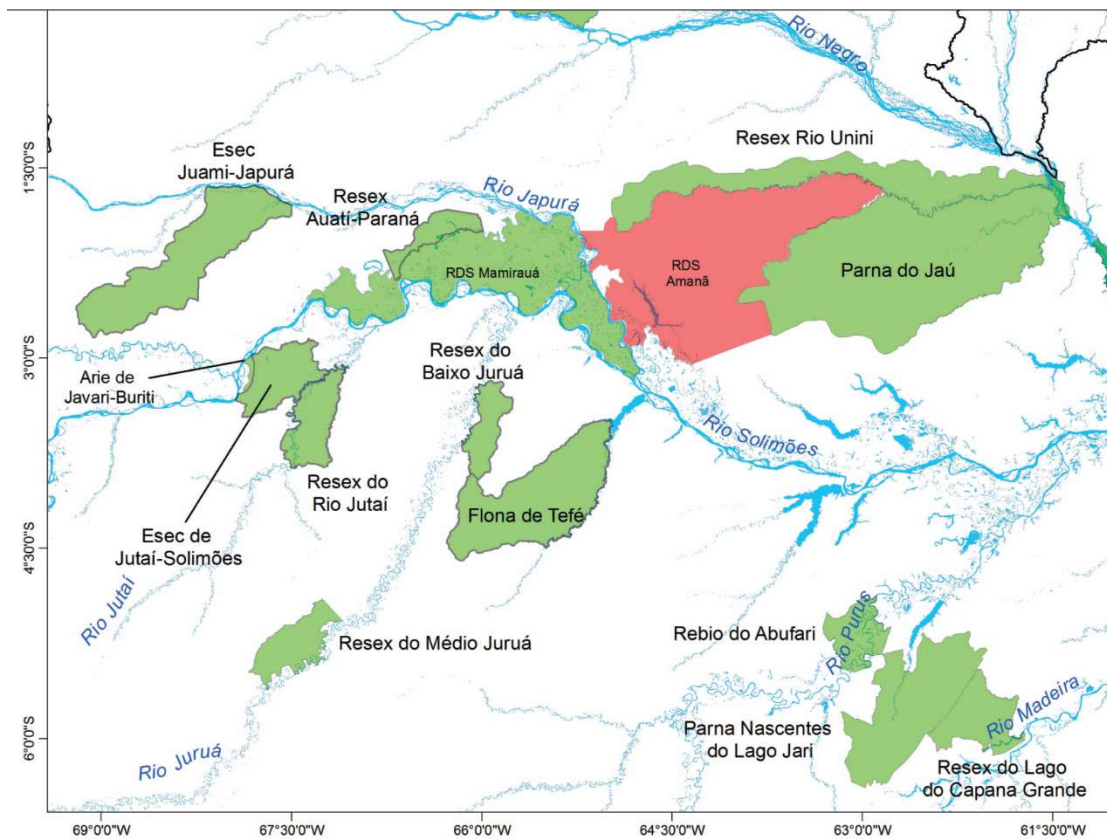 Rio Negro
Resex Rio Unini
Esec
Juami-Japurá
Resex
Auatí-Paraná
Rio Japurá
RDS Mamirauá
RDS
Amanã
Parna do Jaú
Arie de
Javari-Buriti
Resex do
Baixo Juruá
Rio Solimões
Resex do
Rio Jutaí
Esec de
Jutaí-Solimões
Flona de Tefé
Rio Jutaí
Resex do Médio Juruá
Rebio do Abufari
Rio Purus
Rio Madeira
Parna Nascentes
do Lago Jari
Rio Juruá
Resex do Lago
do Capana Grande
1°30'0"S
3°0'0"S
4°30'0"S
6°0'0"S
69°0'0"W
67°30'0"W
66°0'0"W
64°30'0"W
63°0'0"W
61°30'0"W